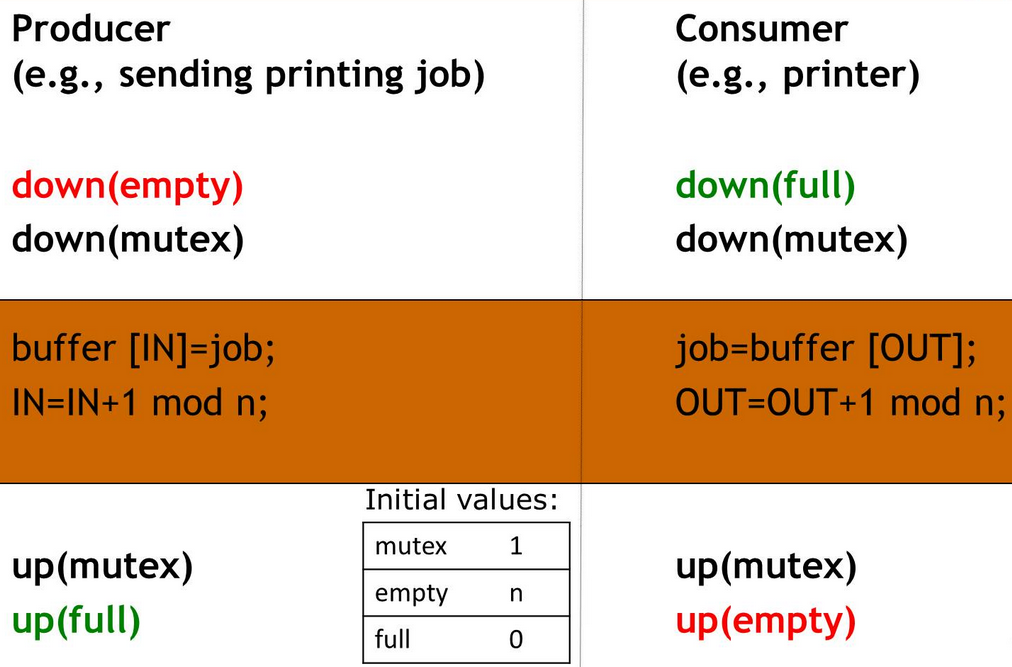 Producer
(e.g., sending printing job)
down(empty)
down(mutex)
buffer [IN]=job;
IN=IN+1 mod n;
up(mutex)
up(full)
Initial values:
mutex 1
empty n
full 0
Consumer
(e.g., printer)
down(full)
down(mutex)
job=buffer [OUT];
OUT=OUT+1 mod n;
up(mutex)
up(empty)